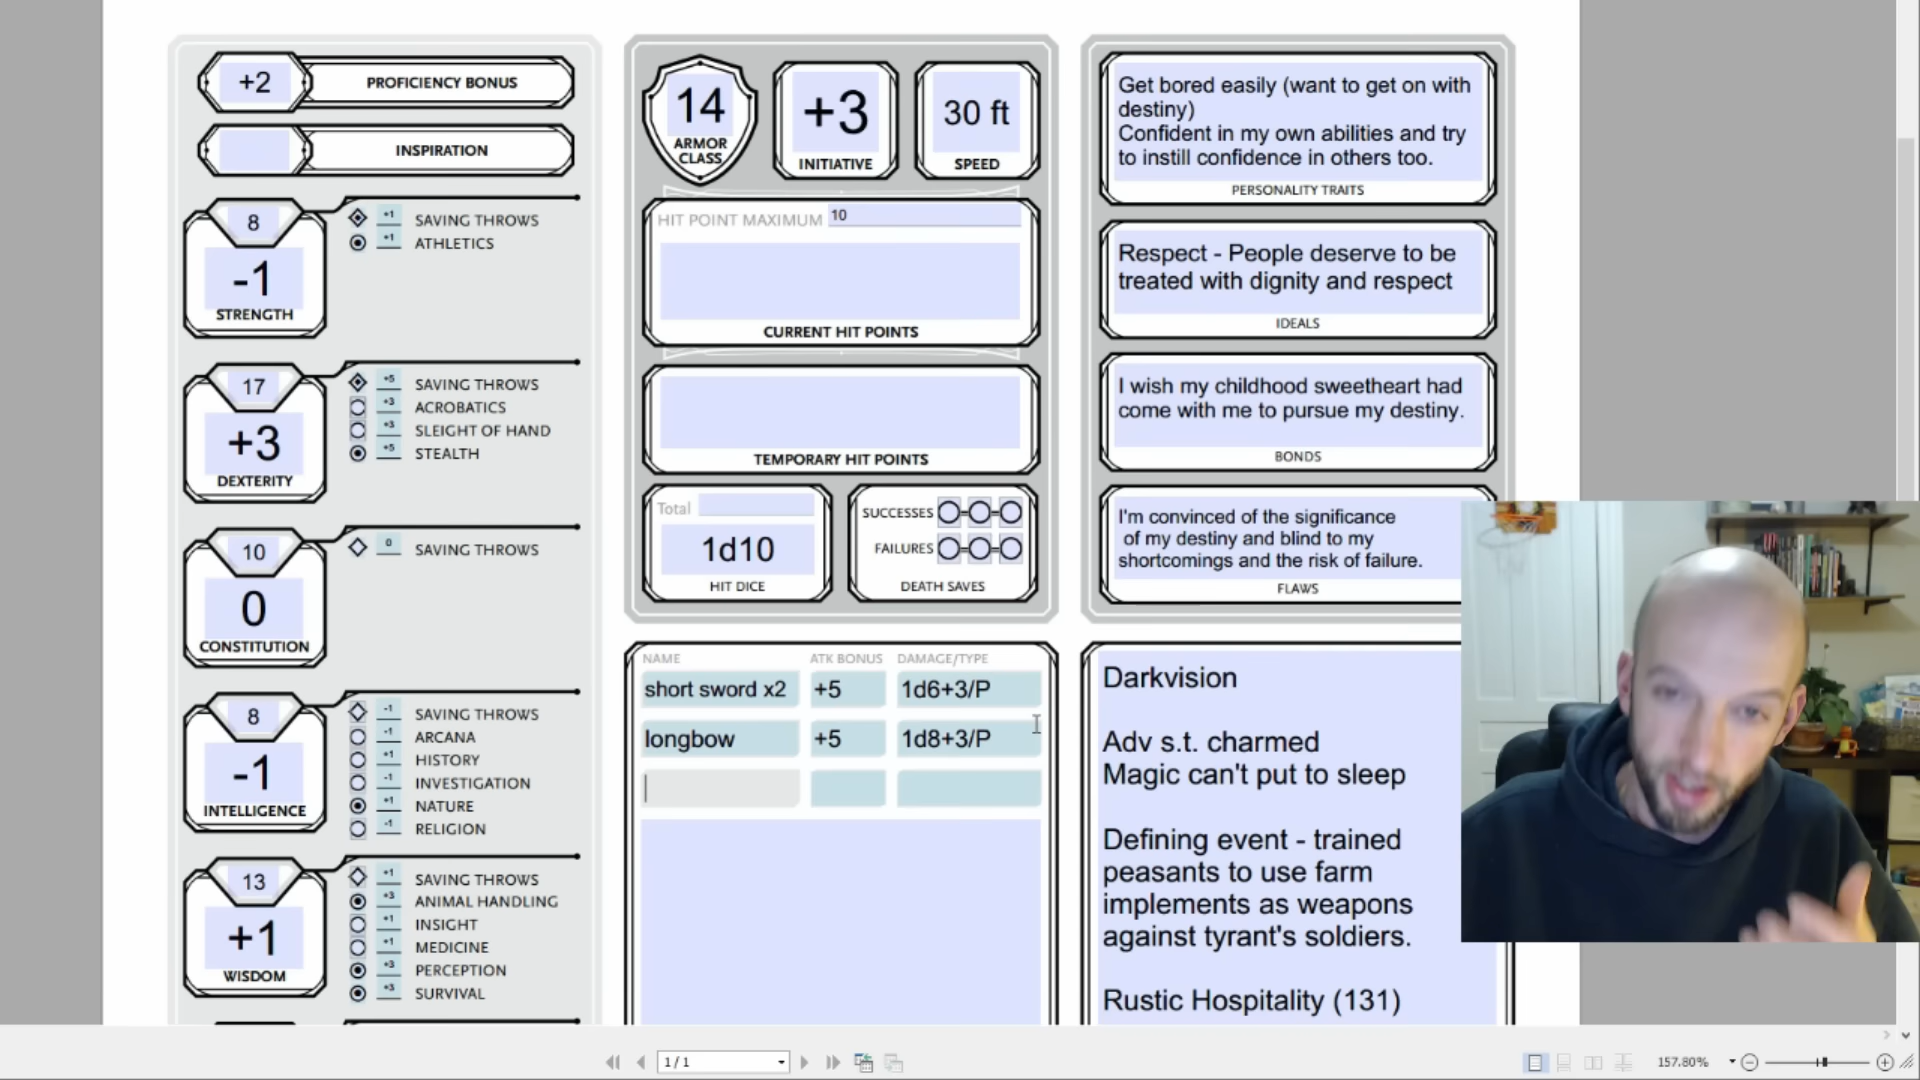 +2
PROFICIENCY BONUS
INSPIRATION
8
-1
STRENGTH
+1 SAVING THROWS
+1 ATHLETICS
17
+3
DEXTERITY
+5 SAVING THROWS
+3 ACROBATICS
+3 SLEIGHT OF HAND
+5 STEALTH
10
0
CONSTITUTION
0 SAVING THROWS
8
-1
INTELLIGENCE
-1 SAVING THROWS
-1 ARCANA
+1 HISTORY
-1 INVESTIGATION
+1 NATURE
-1 RELIGION
13
+1
WISDOM
+1 SAVING THROWS
+3 ANIMAL HANDLING
+1 INSIGHT
+1 MEDICINE
+3 PERCEPTION
+3 SURVIVAL
14
ARMOR
CLASS
+3
INITIATIVE
30 ft
SPEED
HIT POINT MAXIMUM 10
CURRENT HIT POINTS
TEMPORARY HIT POINTS
Total
1d10
HIT DICE
SUCCESSES
FAILURES
DEATH SAVES
NAME ATK BONUS DAMAGE/TYPE
short sword x2 +5 1d6+3/P
longbow +5 1d8+3/P
Get bored easily (want to get on with
destiny)
Confident in my own abilities and try
to instill confidence in others too.
PERSONALITY TRAITS
Respect - People deserve to be
treated with dignity and respect
IDEALS
I wish my childhood sweetheart had
come with me to pursue my destiny.
BONDS
I'm convinced of the significance
of my destiny and blind to my
shortcomings and the risk of failure.
FLAWS
Darkvision
Adv s.t. charmed
Magic can't put to sleep
Defining event - trained
peasants to use farm
implements as weapons
against tyrant's soldiers.
Rustic Hospitality (131)
1 / 1
157.80%